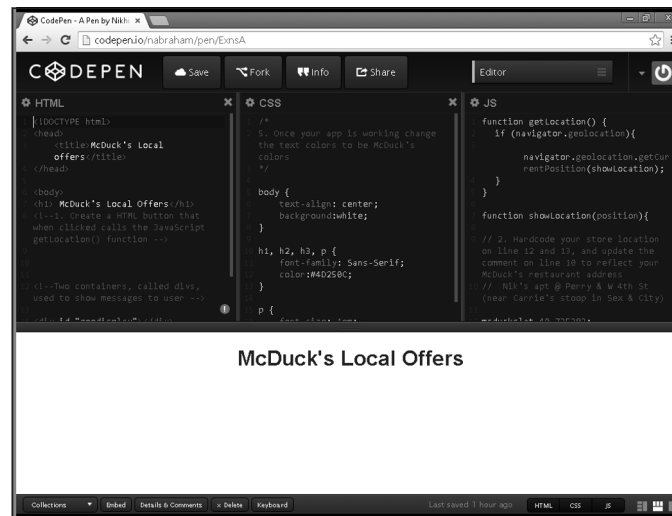 CodePen - A Pen by Nikhi
codepen.io/nabraham/pen/ExnsA
CODEPEN Save Fork Info Share Editor
HTML
<!DOCTYPE html>
<head>
<title>McDuck's Local
offers</title>
</head>
<body>
<h1> McDuck's Local Offers</h1>
<!--1. Create a HTML button that
when clicked calls the JavaScript
getLocation() function -->
<!--Two containers, called divs,
used to show messages to user -->
CSS
/*
5. Once your app is working change
the text colors to be McDuck's
colors
*/
body {
text-align: center;
background:white;
}
h1, h2, h3, p {
font-family: Sans-Serif;
color:#4D250C;
}
p {
JS
function getLocation() {
if (navigator.geolocation){
navigator.geolocation.getCur
rentPosition(showLocation);
}
}
function showLocation(position){
// 2. Hardcode your store location
on line 12 and 13, and update the
comment on line 10 to reflect your
McDuck's restaurant address
// Nik's apt @ Perry & W 4th St
(near Carrie's stoop in Sex & City)
McDuck's Local Offers
Collections Embed Details & Comments × Delete Keyboard Last saved 1 hour ago HTML CSS JS